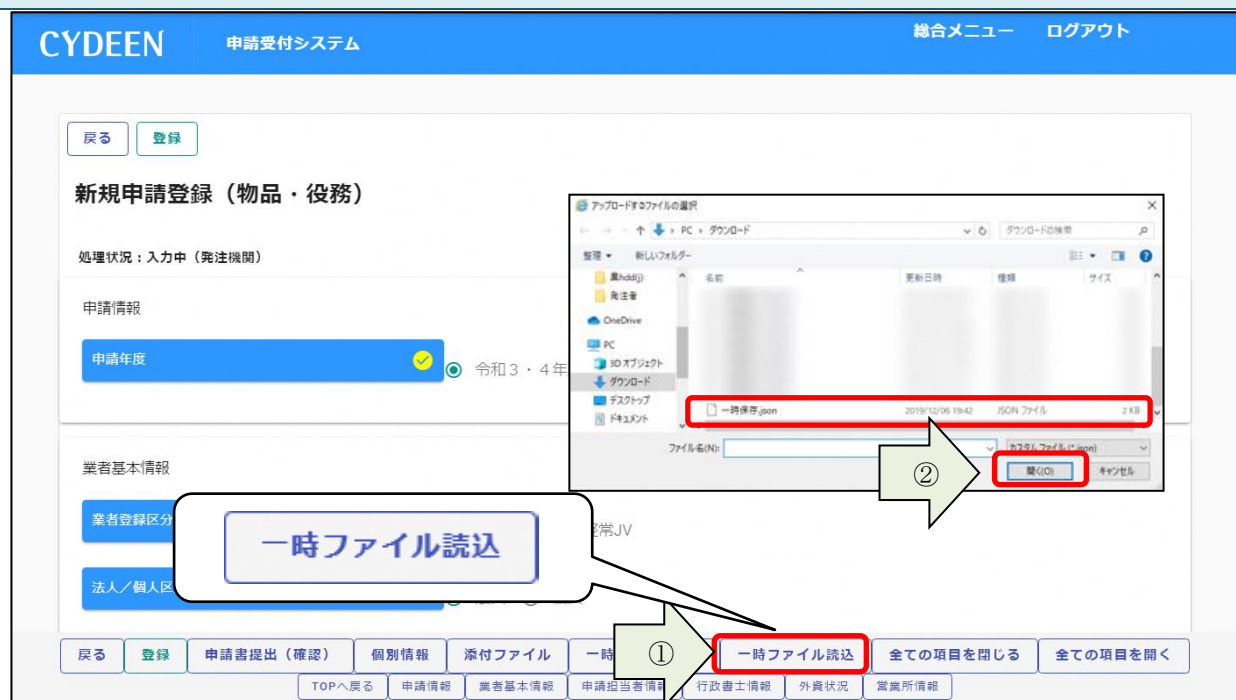 CYDEEN 申請受付システム 総合メニュー ログアウト
戻る 登録
新規申請登録（物品・役務）
処理状況：入力中（発注機関）
申請情報
申請年度 令和３・４年
アップロードするファイルの選択
PC › ダウンロード ダウンロードの検索
整理 新しいフォルダー
名前 更新日時 種類 サイズ
黒hdd(j)
発注者
OneDrive
PC
3D オブジェクト
ダウンロード
デスクトップ
ドキュメント
一時保存.json 2019/12/06 19:42 JSON ファイル 2 KB
ファイル名(N): カスタム ファイル (*.json)
開く(O) キャンセル
②
業者基本情報
業者登録区分 常JV
一時ファイル読込
法人／個人区
①
戻る 登録 申請書提出（確認） 個別情報 添付ファイル 一時 一時ファイル読込 全ての項目を閉じる 全ての項目を開く
TOPへ戻る 申請情報 業者基本情報 申請担当者情報 行政書士情報 外資状況 営業所情報